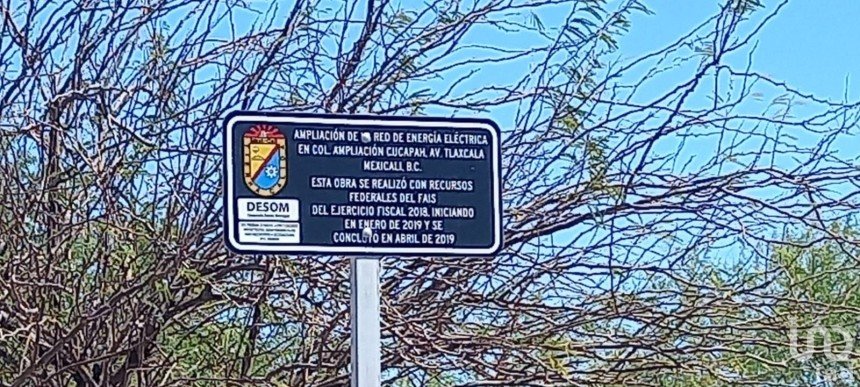 AMPLIACIÓN DE RED DE ENERGÍA ELÉCTRICA
EN COL. AMPLIACIÓN CUCAPAH, AV. TLAXCALA
MEXICALI, B.C.
ESTA OBRA SE REALIZÓ CON RECURSOS
FEDERALES DEL FAIS
DEL EJERCICIO FISCAL 2018, INICIANDO
EN ENERO DE 2019 Y SE
CONCLUYO EN ABRIL DE 2019
DESOM